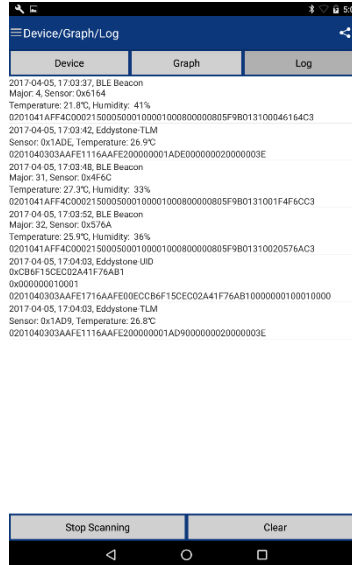 5:0
Device/Graph/Log
Device Graph Log
2017-04-05, 17:03:37, BLE Beacon
Major: 4, Sensor: 0x6164
Temperature: 21.8℃, Humidity: 41%
0201041AFF4C0002150005000100001000800000805F9B013100046164C3
2017-04-05, 17:03:42, Eddystone-TLM
Sensor: 0x1ADE, Temperature: 26.9℃
0201040303AAFE1116AAFE200000001ADE000000020000003E
2017-04-05, 17:03:48, BLE Beacon
Major: 31, Sensor: 0x4F6C
Temperature: 27.3℃, Humidity: 33%
0201041AFF4C0002150005000100001000800000805F9B0131001F4F6CC3
2017-04-05, 17:03:52, BLE Beacon
Major: 32, Sensor: 0x576A
Temperature: 25.9℃, Humidity: 36%
0201041AFF4C0002150005000100001000800000805F9B01310020576AC3
2017-04-05, 17:04:03, Eddystone-UID
0xCB6F15CEC02A41F76AB1
0x000000010001
0201040303AAFE1716AAFE00ECCB6F15CEC02A41F76AB10000000100010000
2017-04-05, 17:04:03, Eddystone-TLM
Sensor: 0x1AD9, Temperature: 26.8℃
0201040303AAFE1116AAFE200000001AD9000000020000003E
Stop Scanning Clear